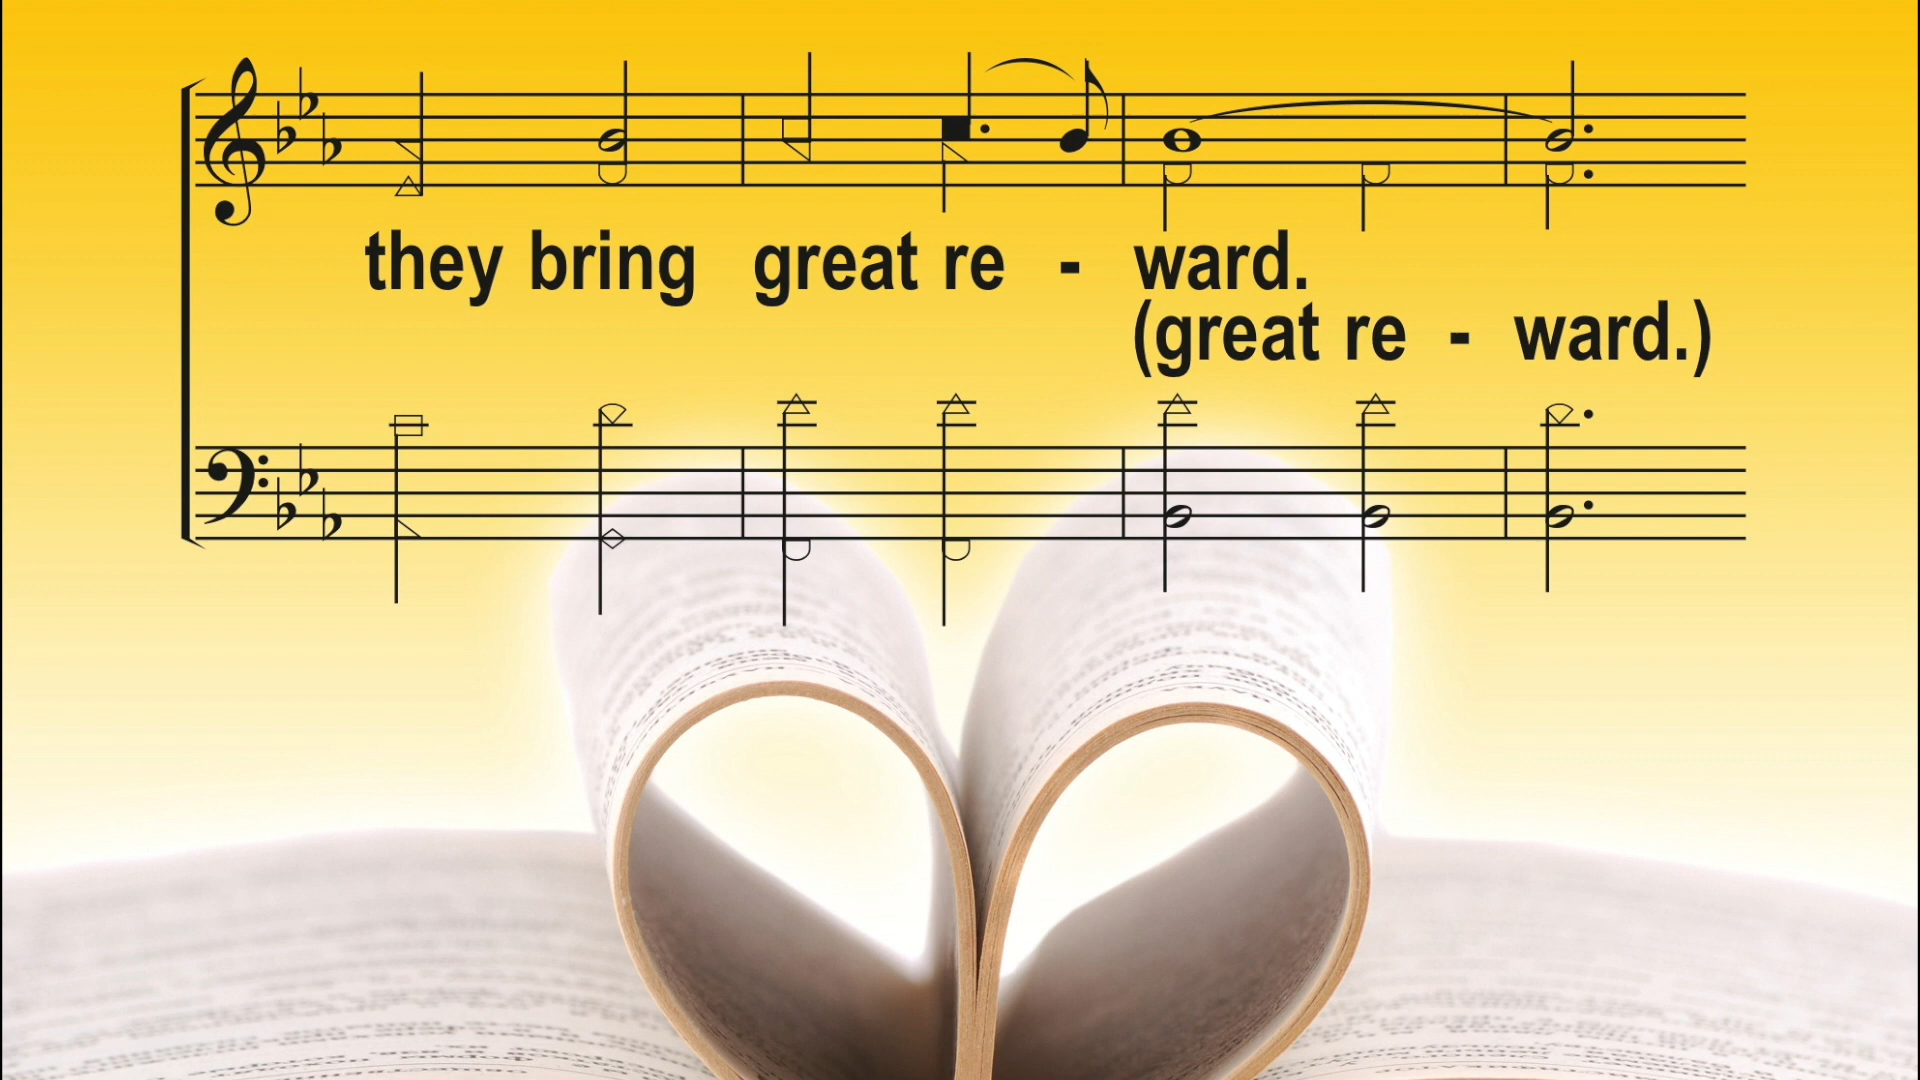 they bring great re - ward.
(great re - ward.)